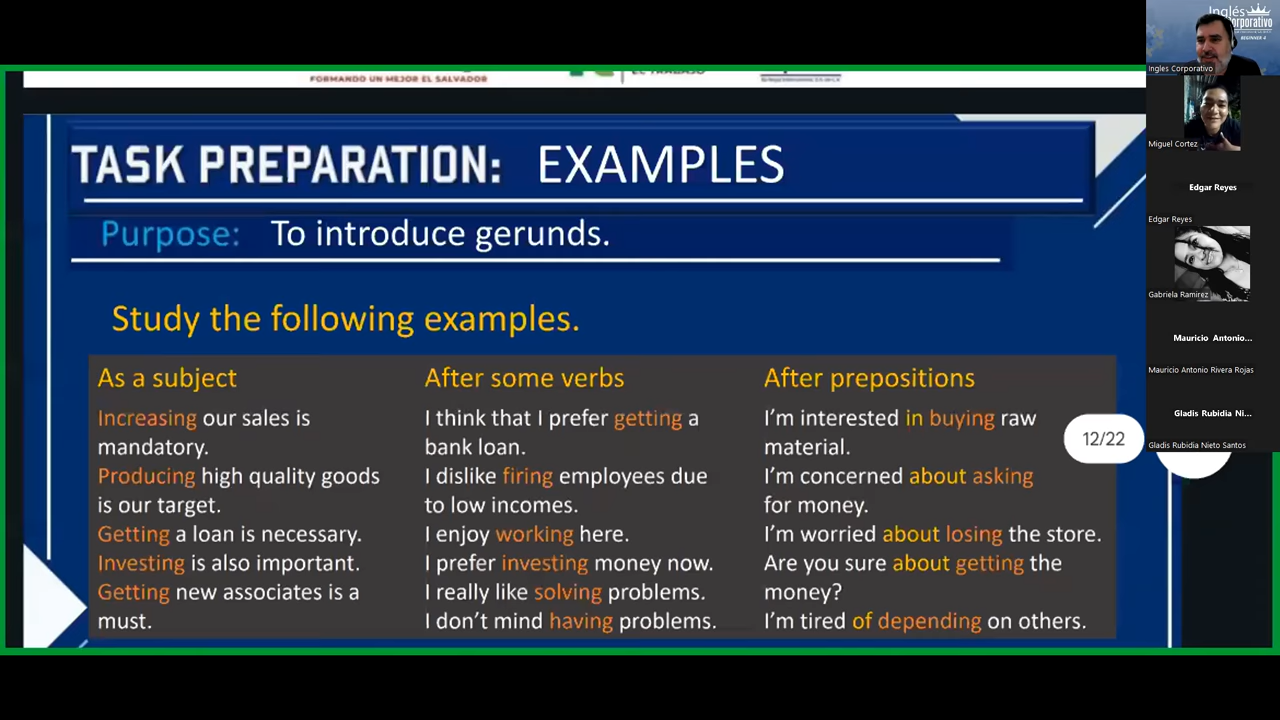 FORMANDO UN MEJOR EL SALVADOR
EL TRABAJO
TASK PREPARATION: EXAMPLES
Purpose: To introduce gerunds.
Study the following examples.
As a subject
Increasing our sales is
mandatory.
Producing high quality goods
is our target.
Getting a loan is necessary.
Investing is also important.
Getting new associates is a
must.
After some verbs
I think that I prefer getting a
bank loan.
I dislike firing employees due
to low incomes.
I enjoy working here.
I prefer investing money now.
I really like solving problems.
I don't mind having problems.
After prepositions
I'm interested in buying raw
material.
I'm concerned about asking
for money.
I'm worried about losing the store.
Are you sure about getting the
money?
I'm tired of depending on others.
12/22
Inglés
BEGINNER 4
Ingles Corporativo
Miguel Cortez
Edgar Reyes
Edgar Reyes
Gabriela Ramirez
Mauricio Antonio...
Mauricio Antonio Rivera Rojas
Gladis Rubidia Ni...
Gladis Rubidia Nieto Santos